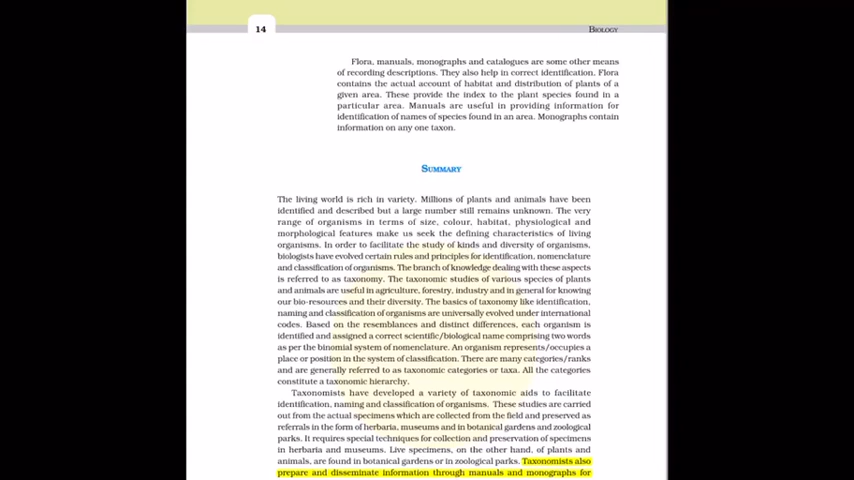 14
BIOLOGY
Flora, manuals, monographs and catalogues are some other means
of recording descriptions. They also help in correct identification. Flora
contains the actual account of habitat and distribution of plants of a
given area. These provide the index to the plant species found in a
particular area. Manuals are useful in providing information for
identification of names of species found in an area. Monographs contain
information on any one taxon.
SUMMARY
The living world is rich in variety. Millions of plants and animals have been
identified and described but a large number still remains unknown. The very
range of organisms in terms of size, colour, habitat, physiological and
morphological features make us seek the defining characteristics of living
organisms. In order to facilitate the study of kinds and diversity of organisms,
biologists have evolved certain rules and principles for identification, nomenclature
and classification of organisms. The branch of knowledge dealing with these aspects
is referred to as taxonomy. The taxonomic studies of various species of plants
and animals are useful in agriculture, forestry, industry and in general for knowing
our bio-resources and their diversity. The basics of taxonomy like identification,
naming and classification of organisms are universally evolved under international
codes. Based on the resemblances and distinct differences, each organism is
identified and assigned a correct scientific/biological name comprising two words
as per the binomial system of nomenclature. An organism represents/occupies a
place or position in the system of classification. There are many categories/ranks
and are generally referred to as taxonomic categories or taxa. All the categories
constitute a taxonomic hierarchy.
Taxonomists have developed a variety of taxonomic aids to facilitate
identification, naming and classification of organisms. These studies are carried
out from the actual specimens which are collected from the field and preserved as
referrals in the form of herbaria, museums and in botanical gardens and zoological
parks. It requires special techniques for collection and preservation of specimens
in herbaria and museums. Live specimens, on the other hand, of plants and
animals, are found in botanical gardens or in zoological parks. Taxonomists also
prepare and disseminate information through manuals and monographs for